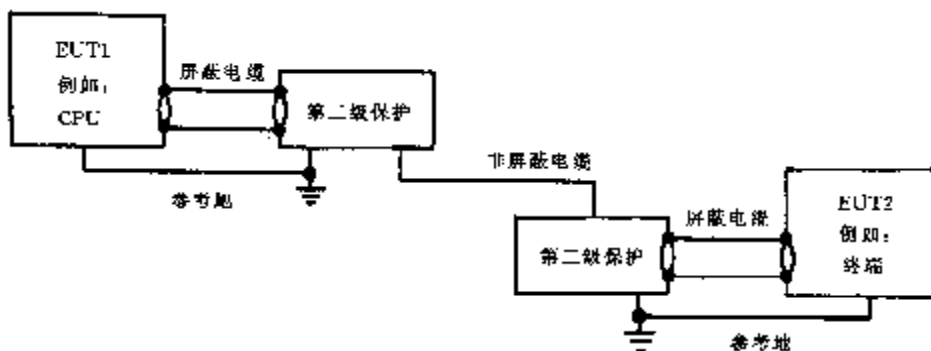 EUT1
例如:
CPU
屏蔽电缆
第二级保护
参考地
非屏蔽电缆
第二级保护
屏蔽电缆
EUT2
例如:
终端
参考地